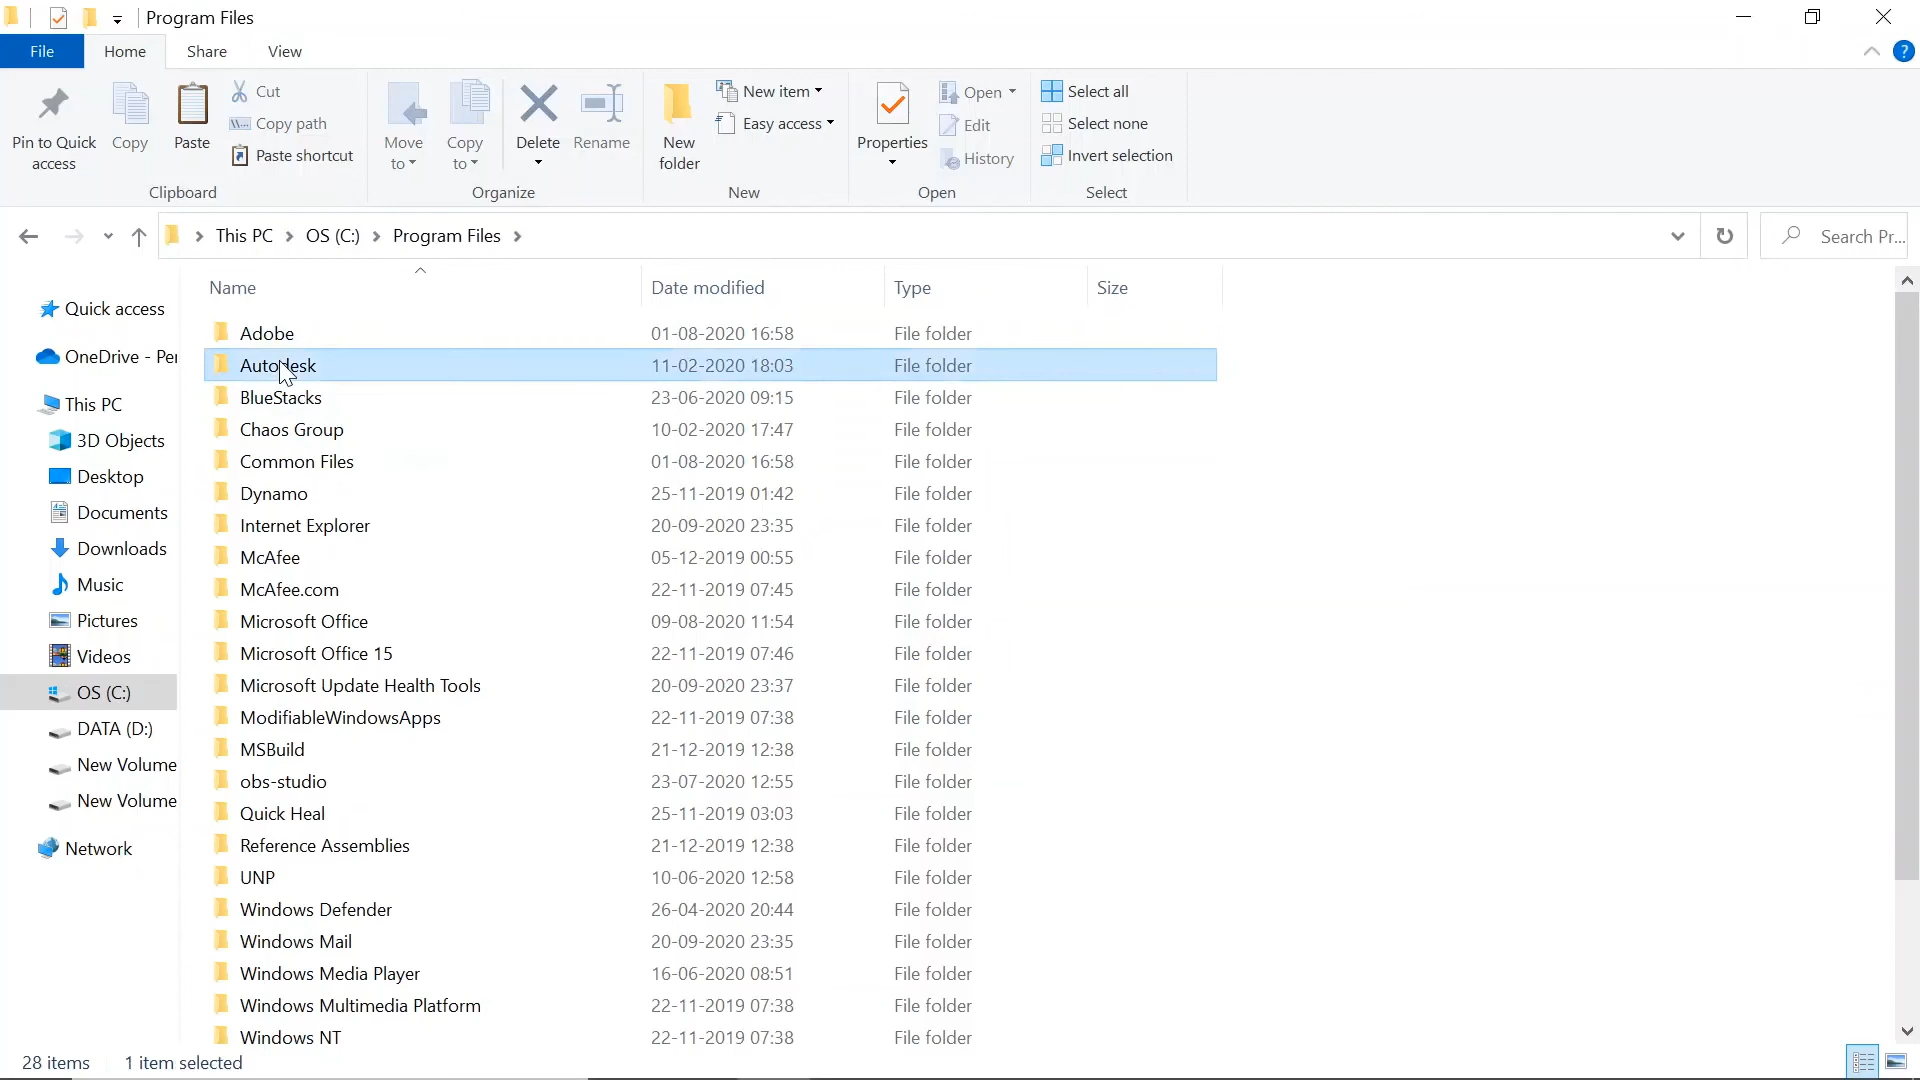 Program Files
File Home Share View
Pin to Quick access
Copy
Paste
Cut
Copy path
Paste shortcut
Clipboard
Move to
Copy to
Delete
Rename
Organize
New folder
New item
Easy access
New
Properties
Open
Edit
History
Open
Select all
Select none
Invert selection
Select
This PC OS (C:) Program Files
Search Pr...
Quick access
OneDrive - Per
This PC
3D Objects
Desktop
Documents
Downloads
Music
Pictures
Videos
OS (C:)
DATA (D:)
New Volume
New Volume
Network
Name Date modified Type Size
Adobe 01-08-2020 16:58 File folder
Autodesk 11-02-2020 18:03 File folder
BlueStacks 23-06-2020 09:15 File folder
Chaos Group 10-02-2020 17:47 File folder
Common Files 01-08-2020 16:58 File folder
Dynamo 25-11-2019 01:42 File folder
Internet Explorer 20-09-2020 23:35 File folder
McAfee 05-12-2019 00:55 File folder
McAfee.com 22-11-2019 07:45 File folder
Microsoft Office 09-08-2020 11:54 File folder
Microsoft Office 15 22-11-2019 07:46 File folder
Microsoft Update Health Tools 20-09-2020 23:37 File folder
ModifiableWindowsApps 22-11-2019 07:38 File folder
MSBuild 21-12-2019 12:38 File folder
obs-studio 23-07-2020 12:55 File folder
Quick Heal 25-11-2019 03:03 File folder
Reference Assemblies 21-12-2019 12:38 File folder
UNP 10-06-2020 12:58 File folder
Windows Defender 26-04-2020 20:44 File folder
Windows Mail 20-09-2020 23:35 File folder
Windows Media Player 16-06-2020 08:51 File folder
Windows Multimedia Platform 22-11-2019 07:38 File folder
Windows NT 22-11-2019 07:38 File folder
28 items 1 item selected